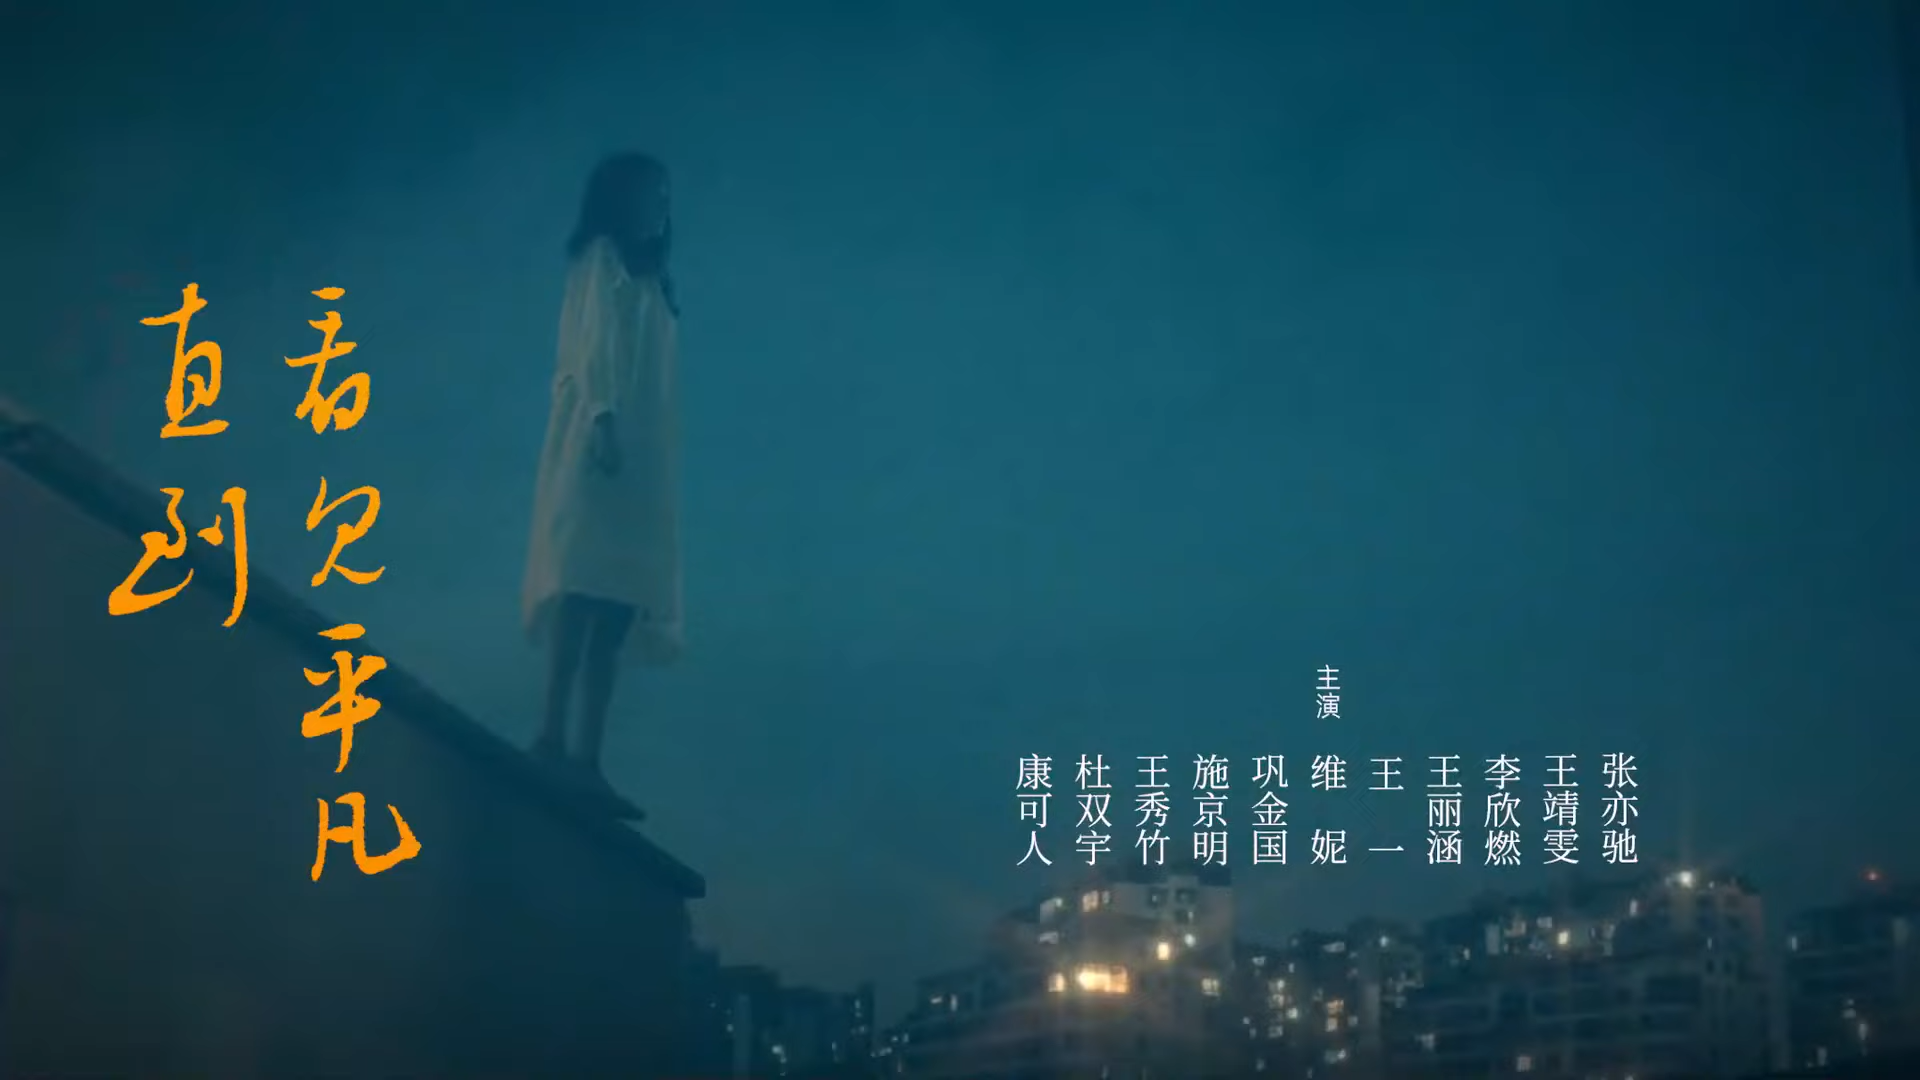 直到
看见平凡
主演
康可人
杜双宇
王秀竹
施京明
巩金国
维妮
王一
王丽涵
李欣燃
王靖雯
张亦驰